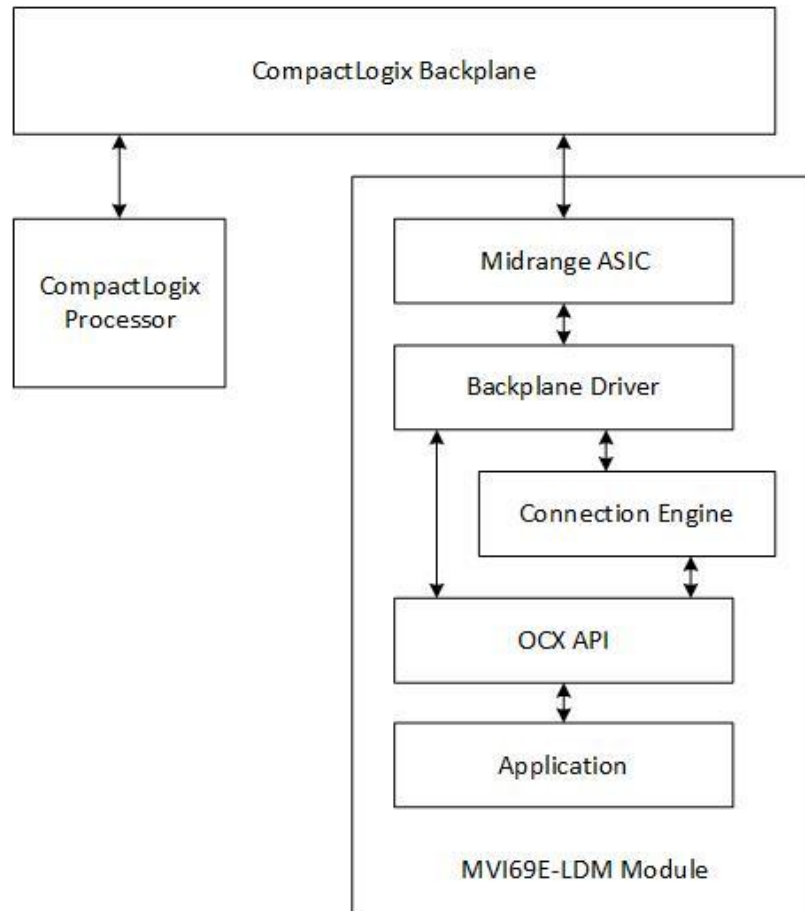 CompactLogix Backplane
CompactLogix
Processor
Midrange ASIC
Backplane Driver
Connection Engine
OCX API
Application
MVI69E-LDM Module